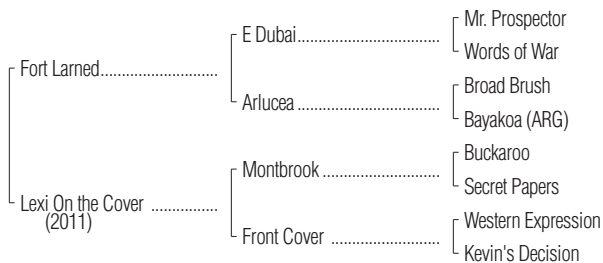 Mr. Prospector
E Dubai
Words of War
Fort Larned
Broad Brush
Arlucea
Bayakoa (ARG)
Buckaroo
Montbrook
Secret Papers
Lexi On the Cover
(2011)
Western Expression
Front Cover
Kevin's Decision